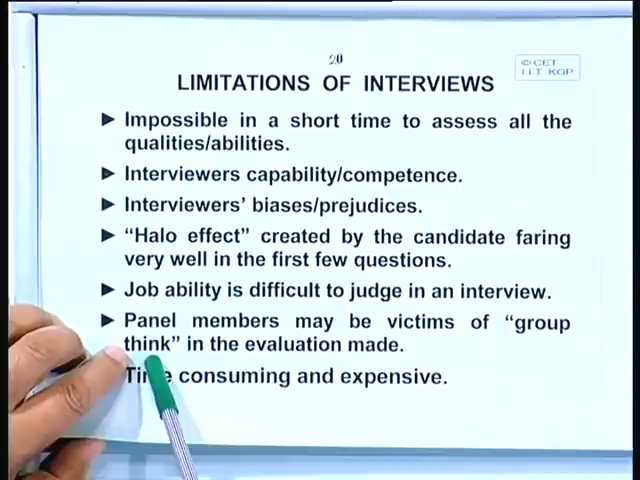 20
© CET
I.I.T KGP
LIMITATIONS OF INTERVIEWS
► Impossible in a short time to assess all the
qualities/abilities.
► Interviewers capability/competence.
► Interviewers' biases/prejudices.
► "Halo effect" created by the candidate faring
very well in the first few questions.
► Job ability is difficult to judge in an interview.
► Panel members may be victims of "group
think" in the evaluation made.
Time consuming and expensive.